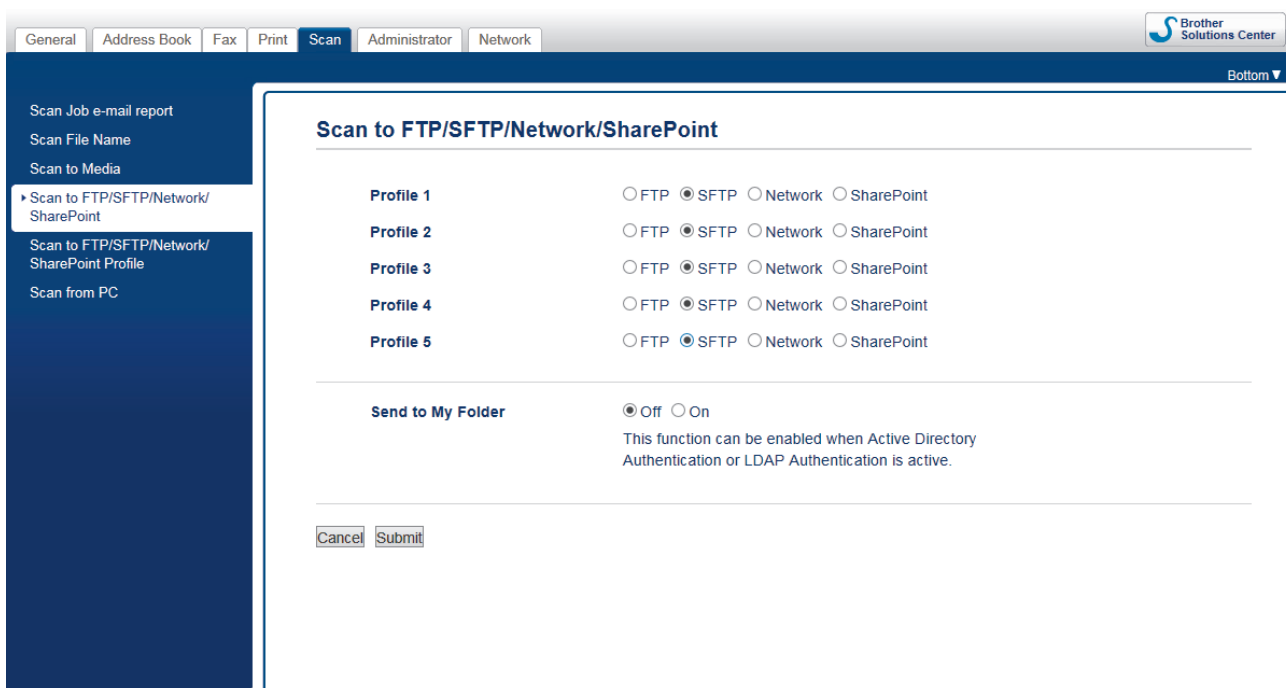 Brother
Solutions Center
General Address Book Fax Print Scan Administrator Network
Bottom▼
Scan Job e-mail report
Scan File Name
Scan to Media
Scan to FTP/SFTP/Network/
SharePoint
Scan to FTP/SFTP/Network/
SharePoint Profile
Scan from PC
Scan to FTP/SFTP/Network/SharePoint
Profile 1 FTP SFTP Network SharePoint
Profile 2 FTP SFTP Network SharePoint
Profile 3 FTP SFTP Network SharePoint
Profile 4 FTP SFTP Network SharePoint
Profile 5 FTP SFTP Network SharePoint
Send to My Folder Off On
This function can be enabled when Active Directory
Authentication or LDAP Authentication is active.
Cancel Submit